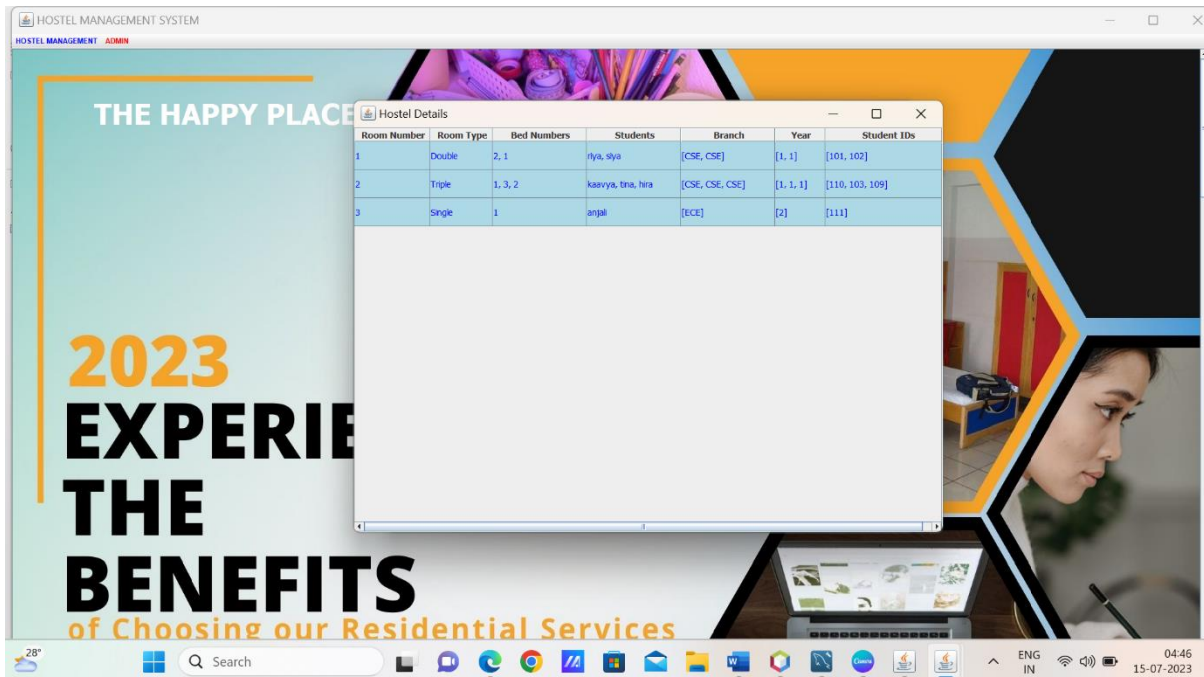 HOSTEL MANAGEMENT SYSTEM
HOSTEL MANAGEMENT ADMIN
THE HAPPY PLACE
Hostel Details
Room Number Room Type Bed Numbers Students Branch Year Student IDs
1 Double 2, 1 riya, siya [CSE, CSE] [1, 1] [101, 102]
2 Triple 1, 3, 2 kaavya, tina, hira [CSE, CSE, CSE] [1, 1, 1] [110, 103, 109]
3 Single 1 anjali [ECE] [2] [111]
2023
EXPERIE
THE
BENEFITS
of Choosing our Residential Services
28°
Search
ENG
IN
04:46
15-07-2023